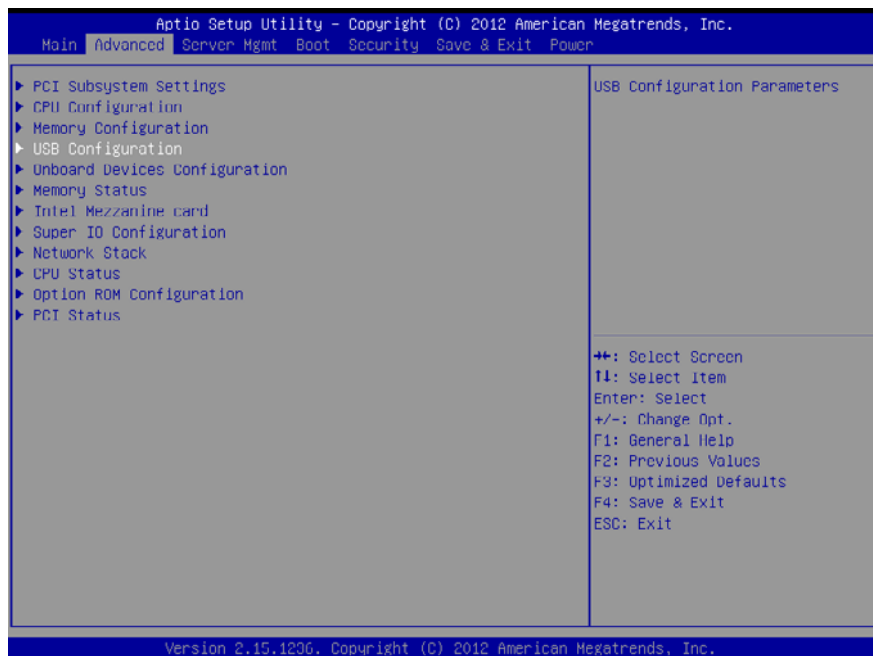 Aptio Setup Utility – Copyright (C) 2012 American Megatrends, Inc.
Main Advanced Server Mgmt Boot Security Save & Exit Power
PCI Subsystem Settings
CPU Configuration
Memory Configuration
USB Configuration
Onboard Devices Configuration
Memory Status
Intel Mezzanine card
Super IO Configuration
Network Stack
CPU Status
Option ROM Configuration
PCI Status
USB Configuration Parameters
→←: Select Screen
↑↓: Select Item
Enter: Select
+/-: Change Opt.
F1: General Help
F2: Previous Values
F3: Optimized Defaults
F4: Save & Exit
ESC: Exit
Version 2.15.1236. Copyright (C) 2012 American Megatrends, Inc.